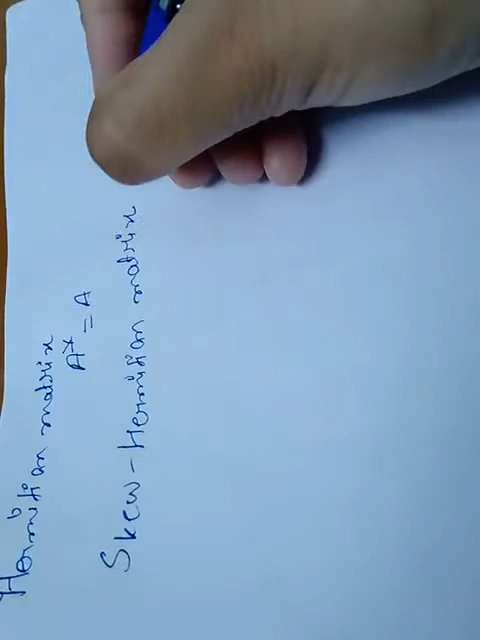 Hermitian matrix
A* = A
Skew-Hermitian matrix